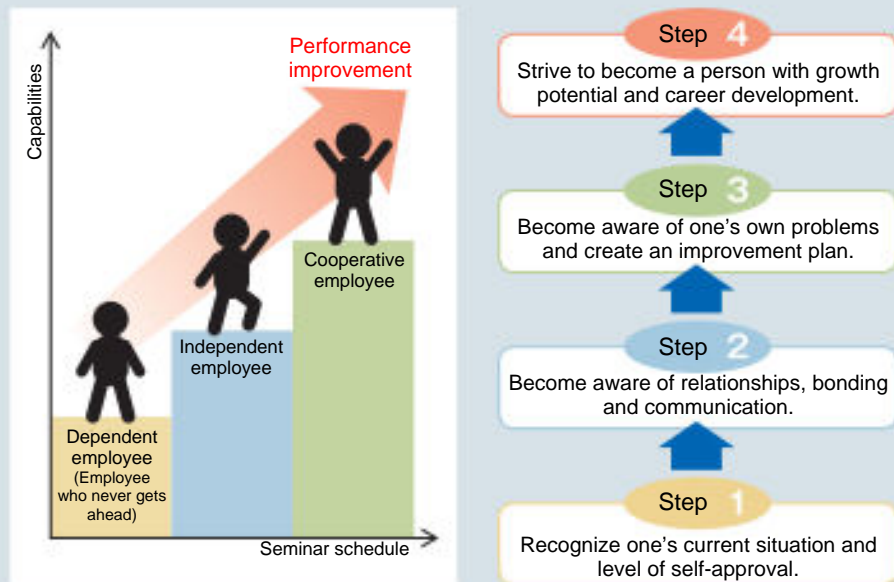 Capabilities
Performance
improvement
Cooperative
employee
Independent
employee
Dependent
employee
(Employee
who never gets
ahead)
Seminar schedule
Step 4
Strive to become a person with growth
potential and career development.
Step 3
Become aware of one's own problems
and create an improvement plan.
Step 2
Become aware of relationships, bonding
and communication.
Step 1
Recognize one's current situation and
level of self-approval.